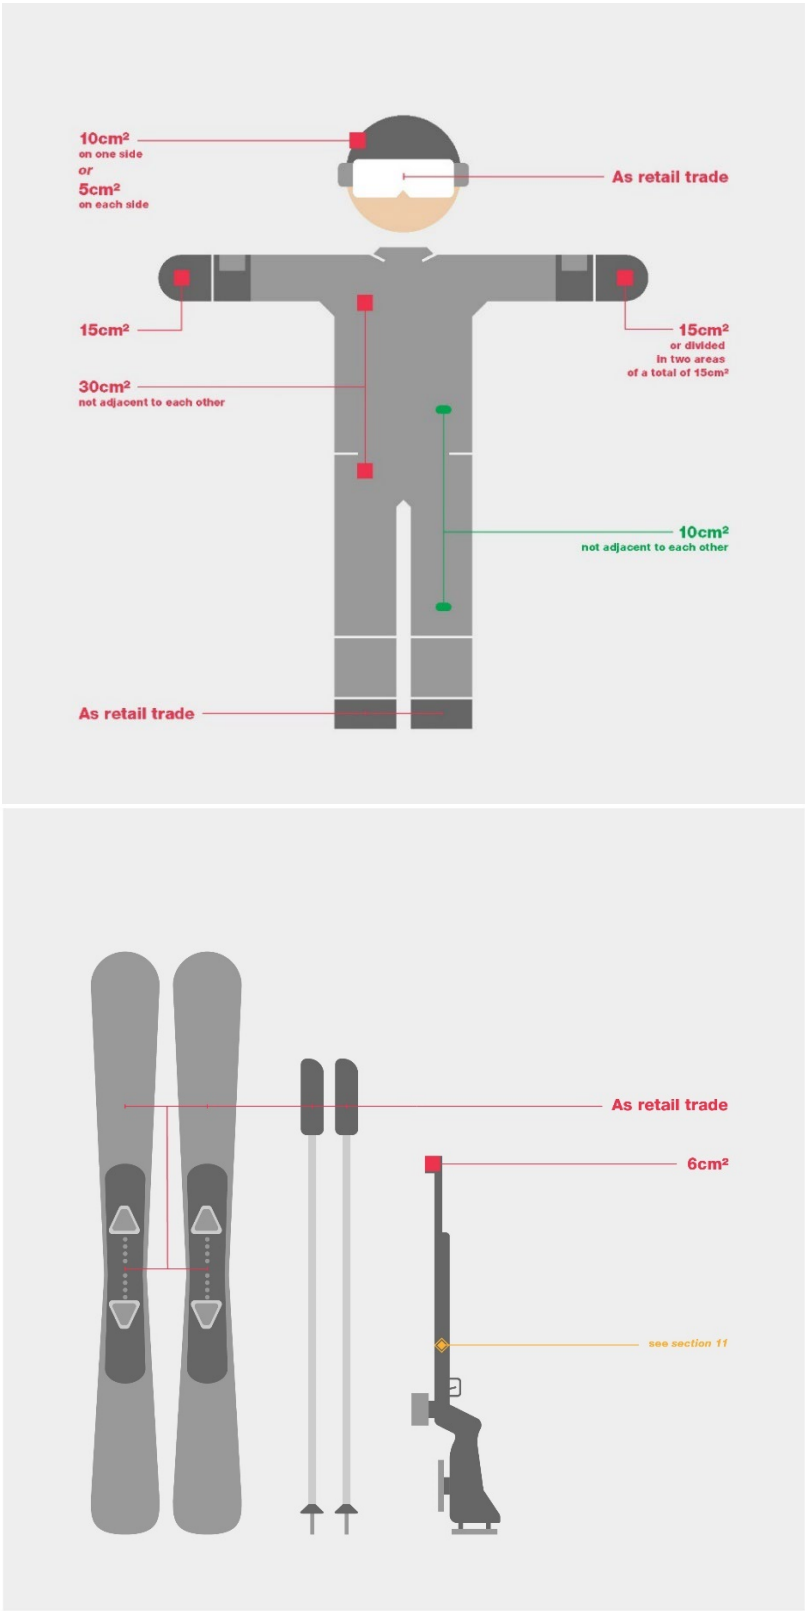 10cm²
on one side
or
5cm²
on each side
As retail trade
15cm²
15cm²
or divided
in two areas
of a total of 15cm²
30cm²
not adjacent to each other
10cm²
not adjacent to each other
As retail trade
As retail trade
6cm²
see section 11